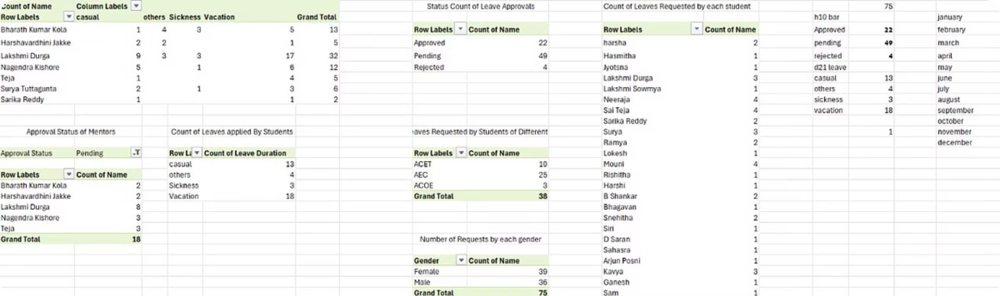 Count of Name Column Labels
Row Labels casual others Sickness Vacation Grand Total
Bharath Kumar Kola 1 4 3 5 13
Harshavardhini Jakke 2 2 1 5
Lakshmi Durga 9 3 3 17 32
Nagendra Kishore 5 1 6 12
Teja 1 4 5
Surya Tuttagunta 2 1 3 6
Sarika Reddy 1 1 2
Approval Status of Mentors
Approval Status Pending
Row Labels Count of Name
Bharath Kumar Kola 2
Harshavardhini Jakke 2
Lakshmi Durga 8
Nagendra Kishore 3
Teja 3
Grand Total 18
Count of Leaves applied By Students
Row La Count of Leave Duration
casual 13
others 4
Sickness 3
Vacation 18
Status Count of Leave Approvals
Row Labels Count of Name
Approved 22
Pending 49
Rejected 4
eaves Requested by Students of Different
Row Labels Count of Name
ACET 10
AEC 25
ACOE 3
Grand Total 38
Number of Requests by each gender
Gender Count of Name
Female 39
Male 36
Grand Total 75
Count of Leaves Requested by each student
Row Labels Count of Name
harsha 2
Hasmitha 1
Jyotsna 1
Lakshmi Durga 3
Lakshmi Sowmya 1
Neeraja 4
Sai Teja 4
Sarika Reddy 2
Surya 3
Ramya 2
Lokesh 1
Mouni 4
Rishitha 1
Harshi 1
B Shankar 2
Bhagavan 1
Snehitha 2
Siri 1
D Saran 1
Sahasra 1
Arjun Posni 1
Kavya 3
Ganesh 1
Sam 1
75
h10 bar
Approved 22
pending 49
rejected 4
d21 leave
casual 13
others 4
sickness 3
vacation 18
1
january
february
march
april
may
june
july
august
september
october
november
december